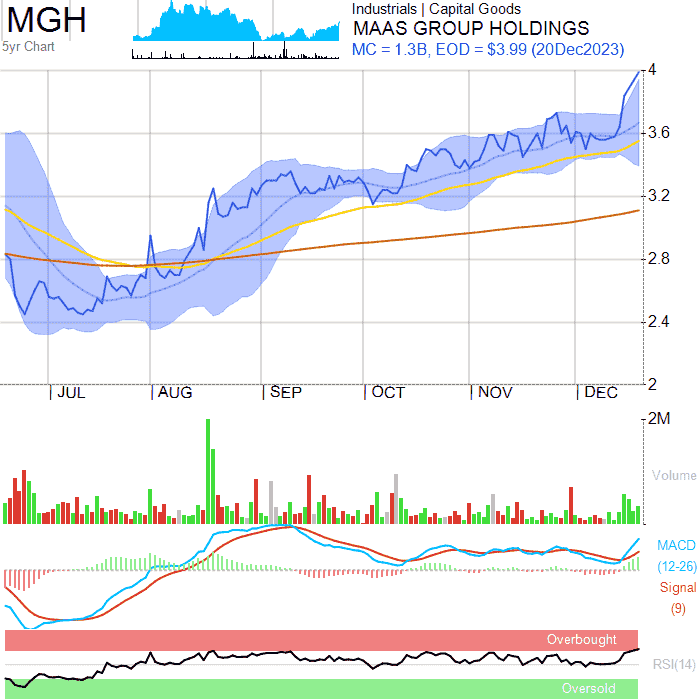 MGH
5yr Chart
Industrials | Capital Goods
MAAS GROUP HOLDINGS
MC = 1.3B, EOD = $3.99 (20Dec2023)
4
3.6
3.2
2.8
2.4
2
| JUL | AUG | SEP | OCT | NOV | DEC
2M
Volume
MACD
(12-26)
Signal
(9)
Overbought
RSI(14)
Oversold